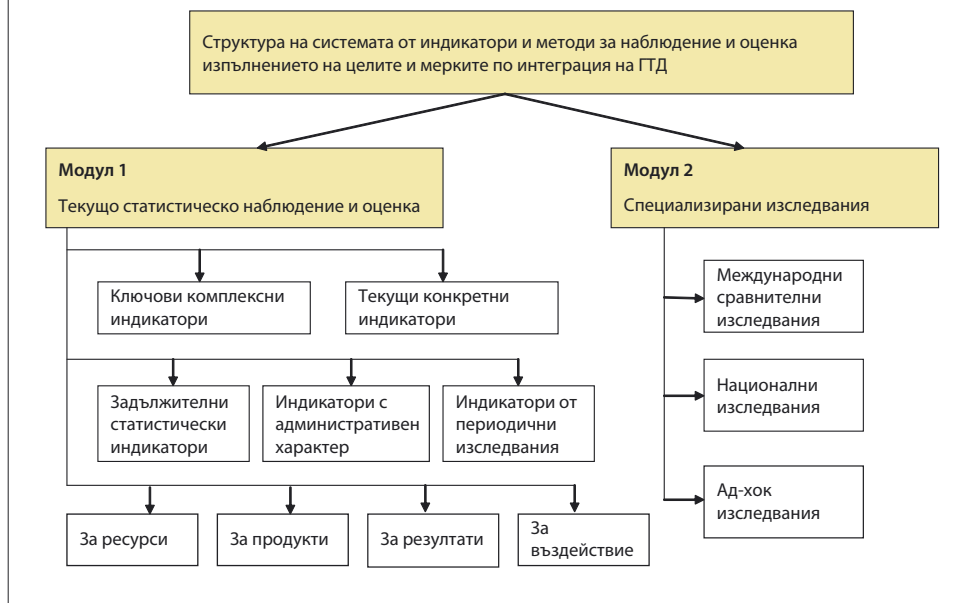 Структура на системата от индикатори и методи за наблюдение и оценка
изпълнението на целите и мерките по интеграция на ГТД
Модул 1
Текущо статистическо наблюдение и оценка
Модул 2
Специализирани изследвания
Ключови комплексни
индикатори
Текущи конкретни
индикатори
Задължителни
статистически
индикатори
Индикатори с
административен
характер
Индикатори от
периодични
изследвания
За ресурси
За продукти
За резултати
За
въздействие
Международни
сравнителни
изследвания
Национални
изследвания
Ад-хок
изследвания